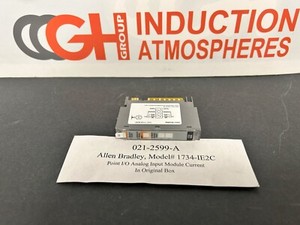 GH
GROUP
INDUCTION
ATMOSPHERES
021-2599-A
Allen Bradley, Model# 1734-IE2C
Point I/O Analog Input Module Current
In Original Box